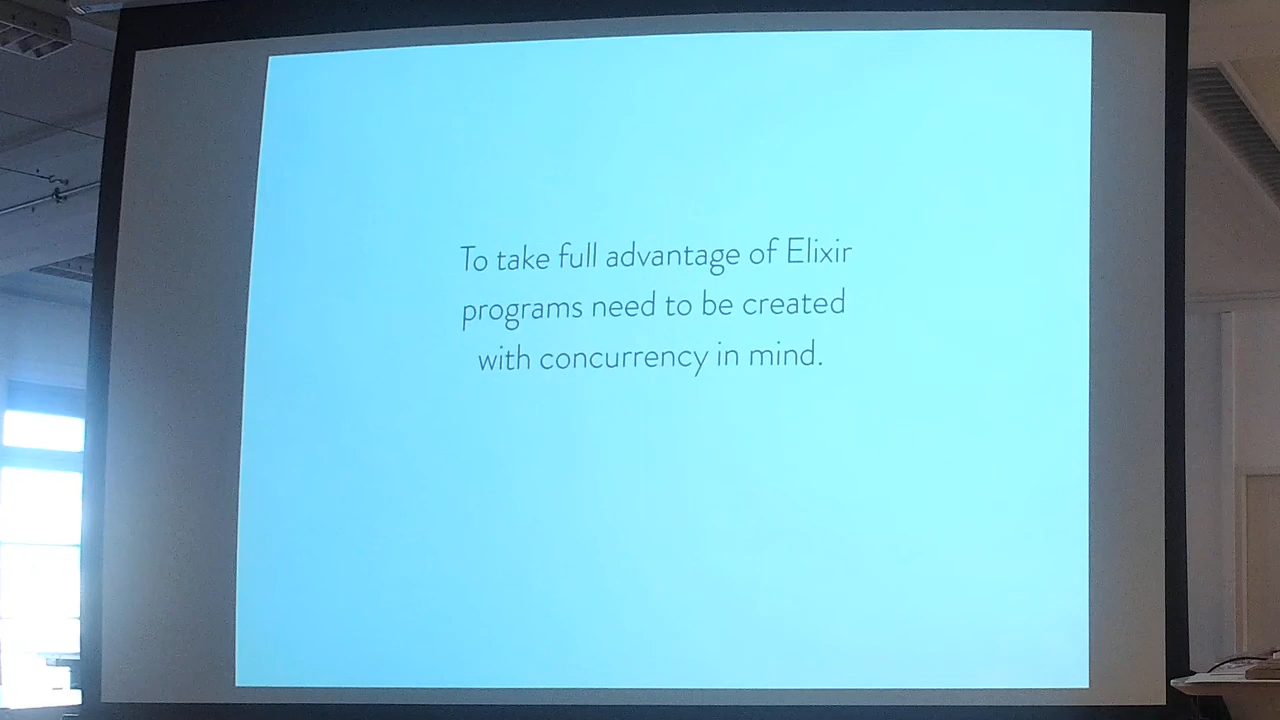 To take full advantage of Elixir
programs need to be created
with concurrency in mind.